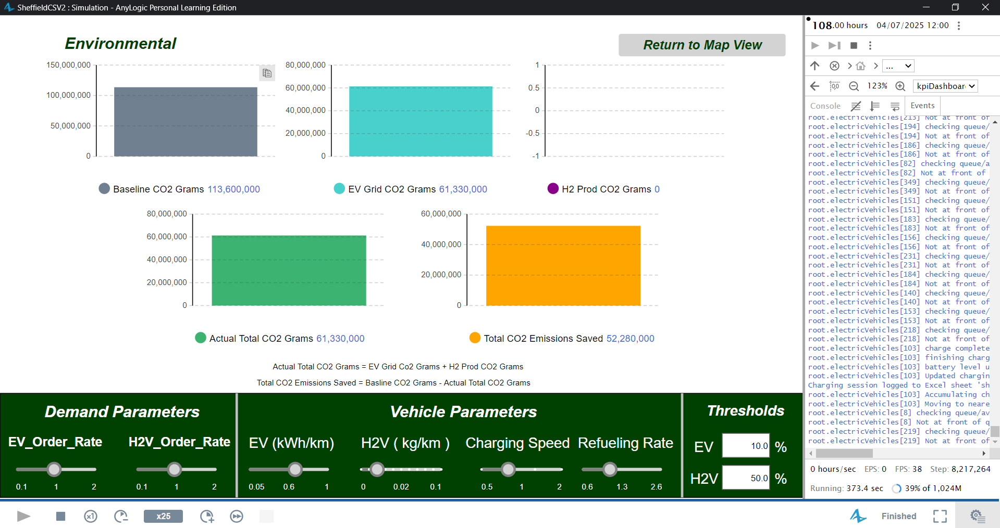 SheffieldCSV2 : Simulation - AnyLogic Personal Learning Edition
Environmental
Return to Map View
150,000,000
100,000,000
50,000,000
0
80,000,000
60,000,000
40,000,000
20,000,000
0
1
0.5
0
-0.5
-1
Baseline CO2 Grams 113,600,000
EV Grid CO2 Grams 61,330,000
H2 Prod CO2 Grams 0
80,000,000
60,000,000
40,000,000
20,000,000
0
60,000,000
40,000,000
20,000,000
0
Actual Total CO2 Grams 61,330,000
Total CO2 Emissions Saved 52,280,000
Actual Total CO2 Grams = EV Grid Co2 Grams + H2 Prod CO2 Grams
Total CO2 Emissions Saved = Basline CO2 Grams - Actual Total CO2 Grams
Demand Parameters
EV_Order_Rate
H2V_Order_Rate
0.1 1 2
0.1 1 2
Vehicle Parameters
EV (kWh/km)
H2V ( kg/km )
Charging Speed
Refueling Rate
0.05 0.6 1
0 0.02 0.1
0.5 1 2
0.6 1.3 2.6
Thresholds
EV 10.0 %
H2V 50.0 %
108.00 hours 04/07/2025 12:00
...
123%
kpiDashboar
Console
Events
root.electricVehicles[213] Not at front of
root.electricVehicles[194] checking queue/
root.electricVehicles[194] Not at front of
root.electricVehicles[186] checking queue/
root.electricVehicles[186] Not at front of
root.electricVehicles[82] checking queue/a
root.electricVehicles[82] Not at front of
root.electricVehicles[349] checking queue/
root.electricVehicles[349] Not at front of
root.electricVehicles[151] checking queue/
root.electricVehicles[151] Not at front of
root.electricVehicles[183] checking queue/
root.electricVehicles[183] Not at front of
root.electricVehicles[156] checking queue/
root.electricVehicles[156] Not at front of
root.electricVehicles[231] checking queue/
root.electricVehicles[231] Not at front of
root.electricVehicles[184] checking queue/
root.electricVehicles[184] Not at front of
root.electricVehicles[140] checking queue/
root.electricVehicles[140] Not at front of
root.electricVehicles[153] checking queue/
root.electricVehicles[153] Not at front of
root.electricVehicles[218] checking queue/
root.electricVehicles[218] Not at front of
root.electricVehicles[103] charge complete
root.electricVehicles[103] finishing charg
root.electricVehicles[103] battery level u
root.electricVehicles[103] Updated chargin
Charging session logged to Excel sheet 'sh
root.electricVehicles[103] Accumulating ch
root.electricVehicles[103] Moving to neare
root.electricVehicles[8] checking queue/av
root.electricVehicles[8] Not at front of q
root.electricVehicles[219] checking queue/
root.electricVehicles[219] Not at front of
0 hours/sec EPS: 0 FPS: 38 Step: 8,217,264
Running: 373.4 sec 39% of 1,024M
x1
x25
Finished